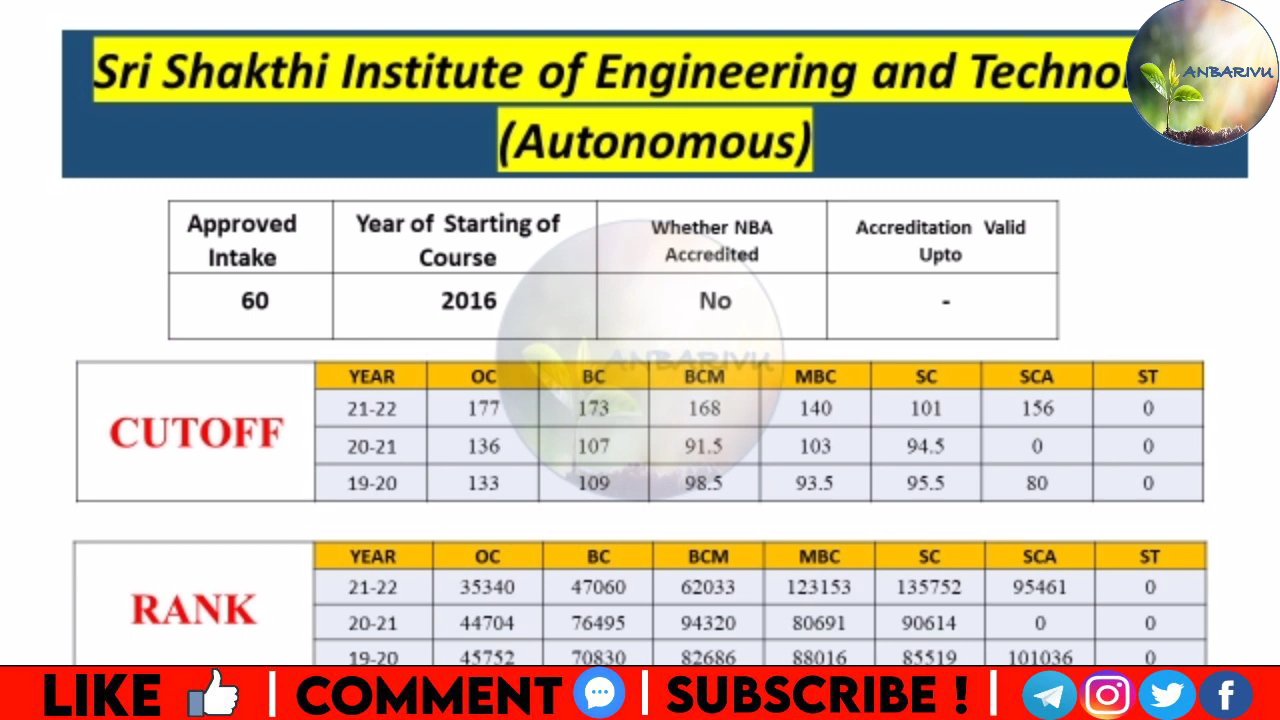 Sri Shakthi Institute of Engineering and Techno
(Autonomous)
ANBARIVU
Approved Intake | Year of Starting of Course | Whether NBA Accredited | Accreditation Valid Upto
60 | 2016 | No | -
ANBARIVU
CUTOFF
YEAR OC BC BCM MBC SC SCA ST
21-22 177 173 168 140 101 156 0
20-21 136 107 91.5 103 94.5 0 0
19-20 133 109 98.5 93.5 95.5 80 0
RANK
YEAR OC BC BCM MBC SC SCA ST
21-22 35340 47060 62033 123153 135752 95461 0
20-21 44704 76495 94320 80691 90614 0 0
19-20 45752 70830 82686 88016 85519 101036 0
LIKE | COMMENT | SUBSCRIBE ! |